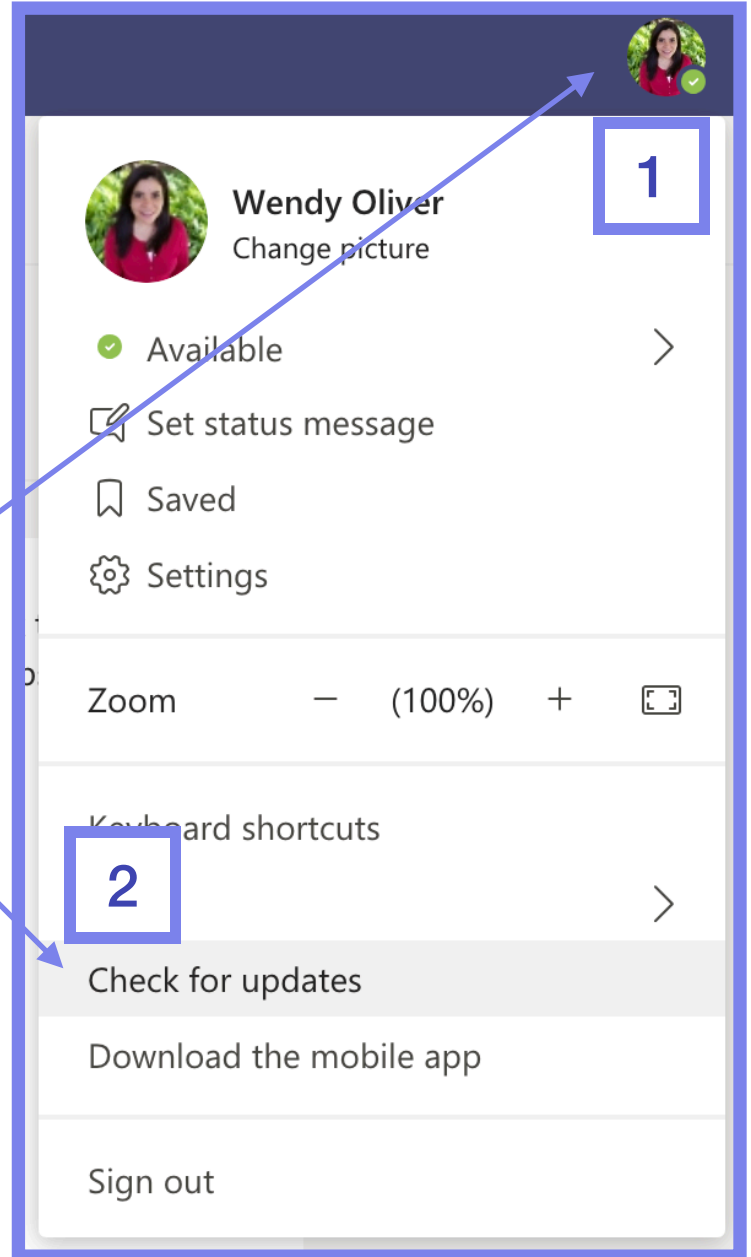 1
Wendy Oliver
Change picture
Available
Set status message
Saved
Settings
Zoom − (100%) +
Keyboard shortcuts
2
Check for updates
Download the mobile app
Sign out